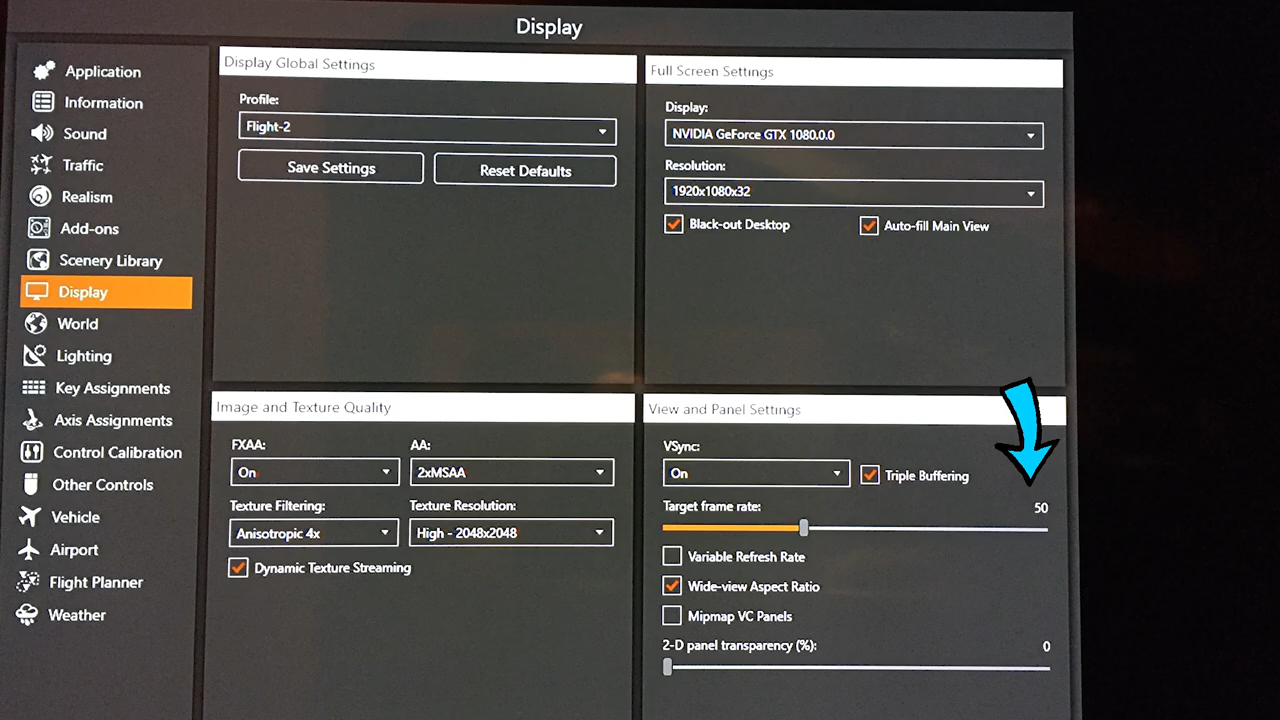 Display
Application
Information
Sound
Traffic
Realism
Add-ons
Scenery Library
Display
World
Lighting
Key Assignments
Axis Assignments
Control Calibration
Other Controls
Vehicle
Airport
Flight Planner
Weather
Display Global Settings
Profile:
Flight-2
Save Settings Reset Defaults
Full Screen Settings
Display:
NVIDIA GeForce GTX 1080.0.0
Resolution:
1920x1080x32
Black-out Desktop Auto-fill Main View
Image and Texture Quality
FXAA: AA:
On 2xMSAA
Texture Filtering: Texture Resolution:
Anisotropic 4x High - 2048x2048
Dynamic Texture Streaming
View and Panel Settings
VSync:
On Triple Buffering
Target frame rate: 50
Variable Refresh Rate
Wide-view Aspect Ratio
Mipmap VC Panels
2-D panel transparency (%): 0